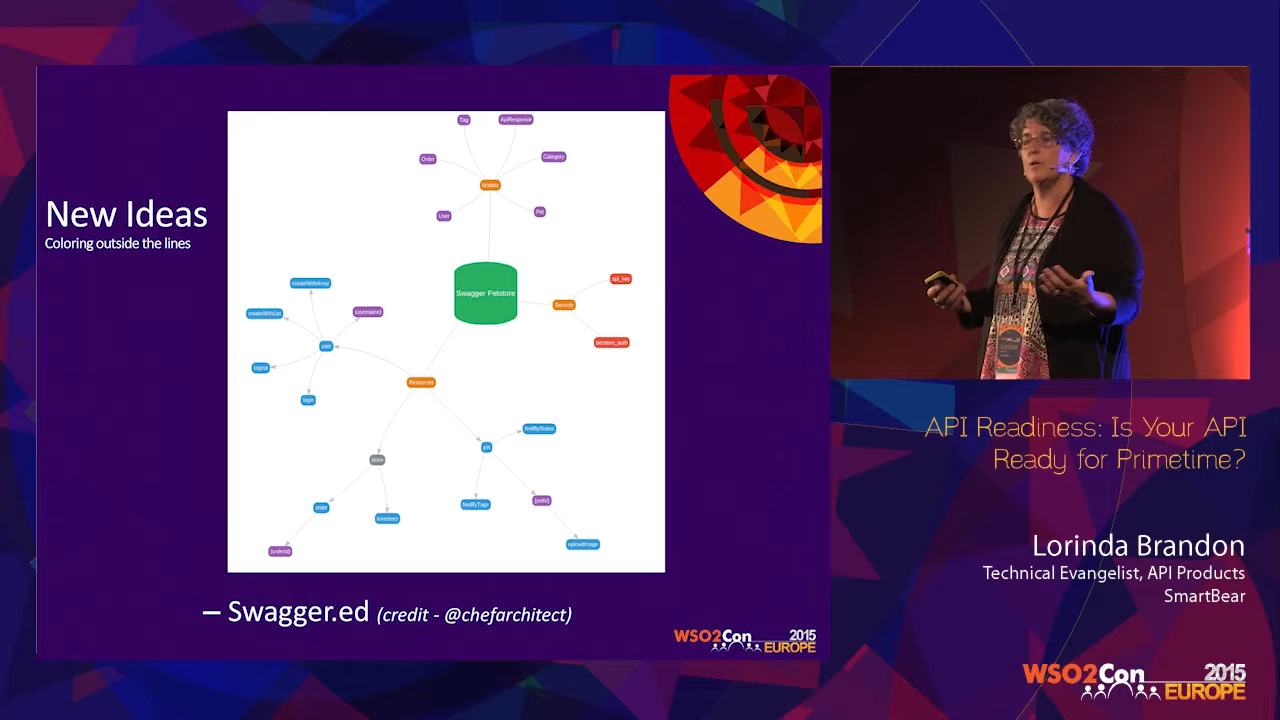 New Ideas
Coloring outside the lines
Tag
ApiResponse
Order
Category
Models
User
Pet
Swagger Petstore
api_key
Security
petstore_auth
createWithArray
createWithList
{username}
user
logout
login
Resources
findByStatus
pet
store
findByTags
{petId}
order
inventory
{orderId}
uploadImage
– Swagger.ed (credit - @chefarchitect)
WSO2Con 2015
EUROPE
API Readiness: Is Your API
Ready for Primetime?
Lorinda Brandon
Technical Evangelist, API Products
SmartBear
WSO2Con 2015
EUROPE